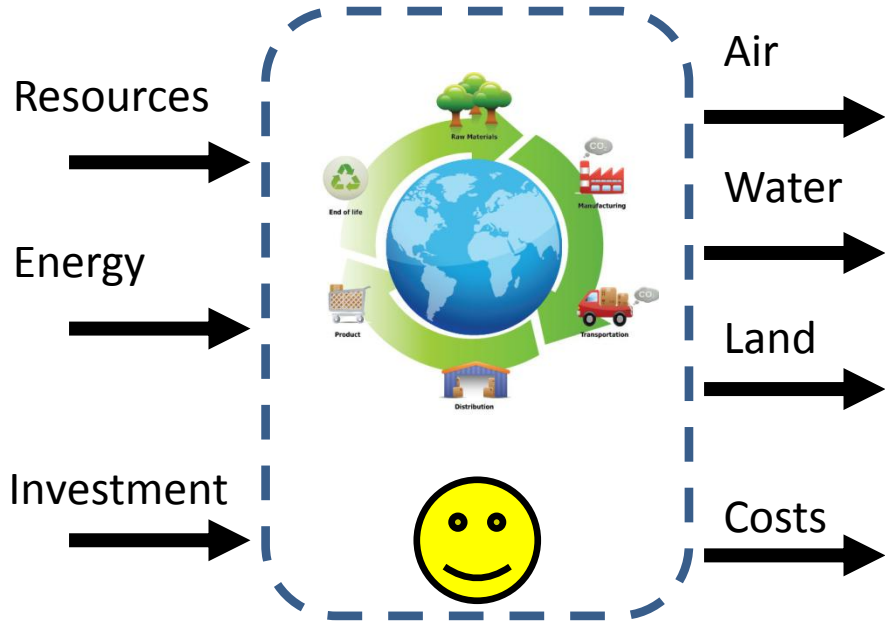 Resources
Energy
Investment
Raw Materials
CO₂
Manufacturing
CO₂
Transportation
Distribution
Product
End of life
Air
Water
Land
Costs